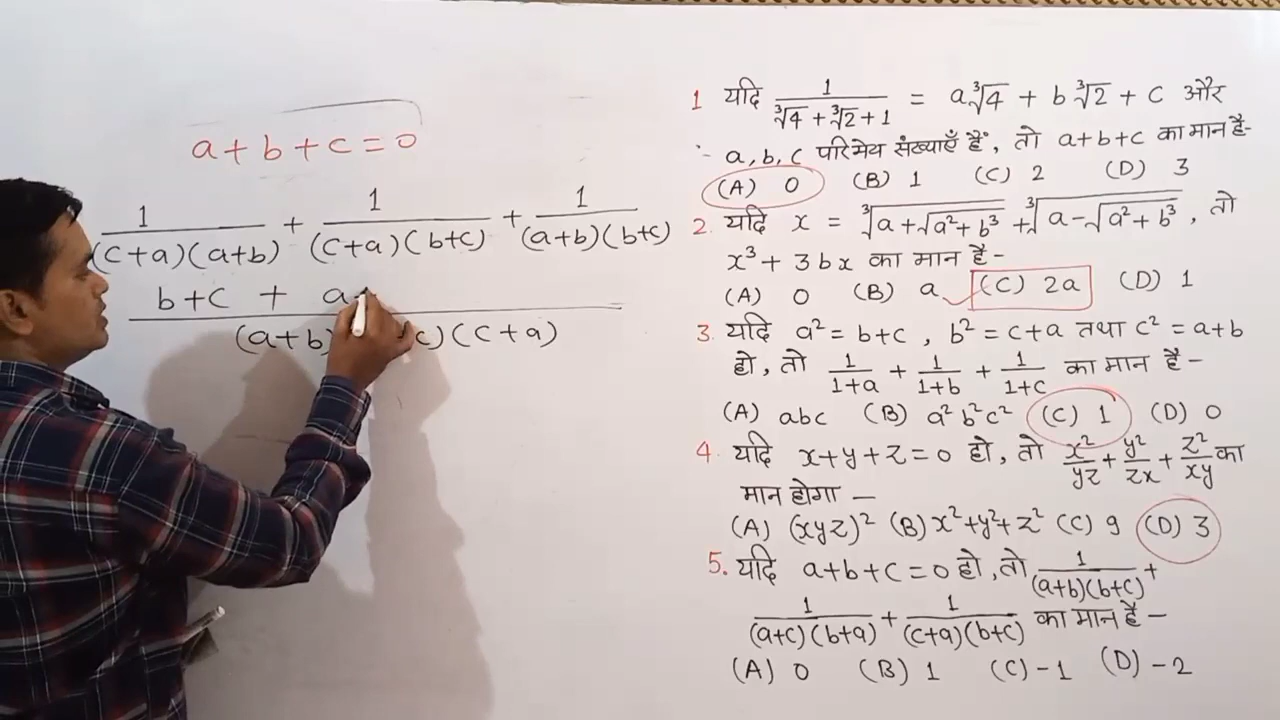 a + b + c = 0
1/((c+a)(a+b)) + 1/((c+a)(b+c)) + 1/((a+b)(b+c))
b+c + a
(a+b) c)(c+a)
1 यदि 1/(∛4 + ∛2 + 1) = a∛4 + b∛2 + c और
a, b, c परिमेय संख्याएँ हैं, तो a+b+c का मान है-
(A) 0 (B) 1 (C) 2 (D) 3
2. यदि x = ∛(a+√(a²+b³)) + ∛(a-√(a²+b³)), तो
x³ + 3bx का मान है-
(A) 0 (B) a (C) 2a (D) 1
3. यदि a² = b+c, b² = c+a तथा c² = a+b
हो, तो 1/(1+a) + 1/(1+b) + 1/(1+c) का मान है-
(A) abc (B) a²b²c² (C) 1 (D) 0
4. यदि x+y+z=0 हो, तो x²/yz + y²/zx + z²/xy का
मान होगा —
(A) (xyz)² (B) x²+y²+z² (C) 9 (D) 3
5. यदि a+b+c=0 हो, तो 1/((a+b)(b+c)) +
1/((a+c)(b+a)) + 1/((c+a)(b+c)) का मान है-
(A) 0 (B) 1 (C) -1 (D) -2